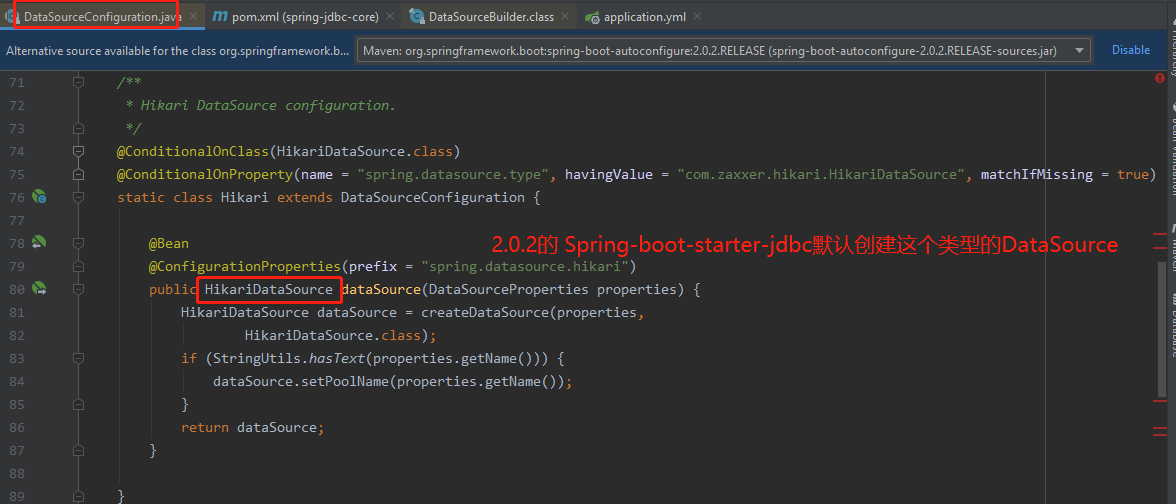 DataSourceConfiguration.java
pom.xml (spring-jdbc-core)
DataSourceBuilder.class
application.yml
Alternative source available for the class org.springframework.b...
Maven: org.springframework.boot:spring-boot-autoconfigure:2.0.2.RELEASE (spring-boot-autoconfigure-2.0.2.RELEASE-sources.jar)
Disable
71 /**
72 * Hikari DataSource configuration.
73 */
74 @ConditionalOnClass(HikariDataSource.class)
75 @ConditionalOnProperty(name = "spring.datasource.type", havingValue = "com.zaxxer.hikari.HikariDataSource", matchIfMissing = true)
76 static class Hikari extends DataSourceConfiguration {
77
78 @Bean
2.0.2的 Spring-boot-starter-jdbc默认创建这个类型的DataSource
79 @ConfigurationProperties(prefix = "spring.datasource.hikari")
80 public HikariDataSource dataSource(DataSourceProperties properties) {
81 HikariDataSource dataSource = createDataSource(properties,
82 HikariDataSource.class);
83 if (StringUtils.hasText(properties.getName())) {
84 dataSource.setPoolName(properties.getName());
85 }
86 return dataSource;
87 }
88
89 }